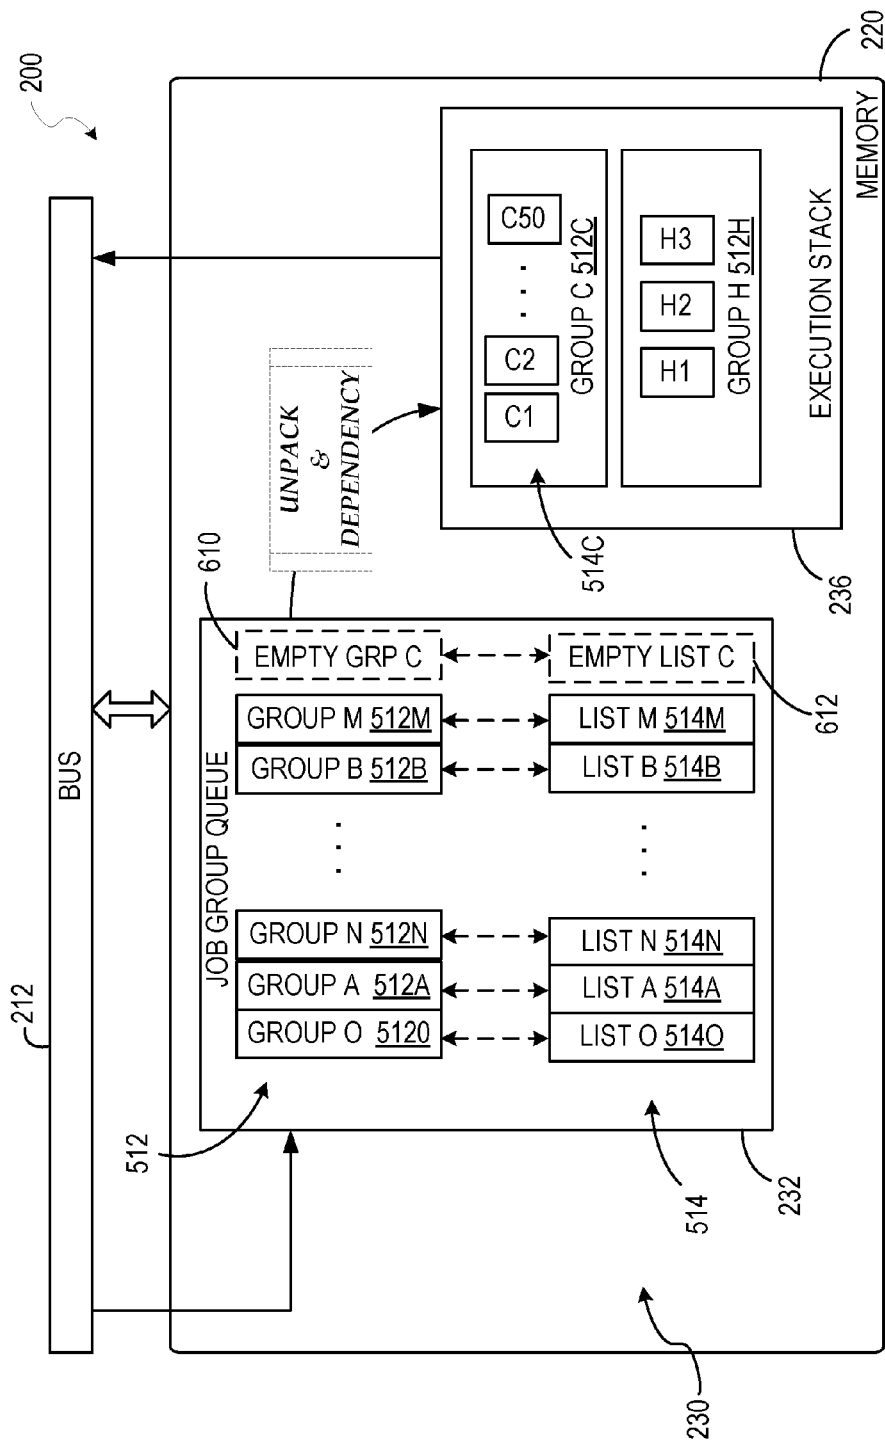 200
212
BUS
JOB GROUP QUEUE
512
GROUP O 5120
GROUP A 512A
GROUP N 512N
. . .
GROUP B 512B
GROUP M 512M
EMPTY GRP C
610
514
LIST O 514O
LIST A 514A
LIST N 514N
. . .
LIST B 514B
LIST M 514M
EMPTY LIST C
612
232
UNPACK
&
DEPENDENCY
514C
C1
C2
. . .
C50
GROUP C 512C
H1
H2
H3
GROUP H 512H
EXECUTION STACK
236
MEMORY
220
230